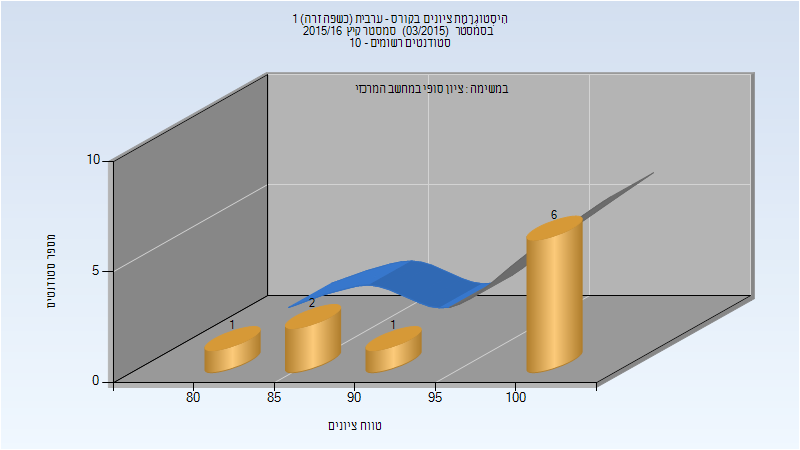 היסטוגרמת ציונים בקורס - ערבית (כשפה זרה) 1
בסמסטר (03/2015) סמסטר קיץ 2015/16
סטודנטים רשומים - 10
במשימה : ציון סופי במחשב המרכזי
10
5
0
מספר סטודנטים
1
2
1
6
80
85
90
95
100
טווח ציונים